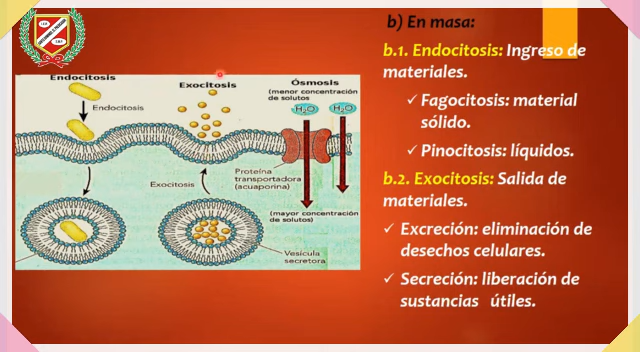 b) En masa:
b.1. Endocitosis: Ingreso de
materiales.
✓ Fagocitosis: material
sólido.
✓ Pinocitosis: líquidos.
b.2. Exocitosis: Salida de
materiales.
✓ Excreción: eliminación de
desechos celulares.
✓ Secreción: liberación de
sustancias útiles.
Endocitosis
Endocitosis
Exocitosis
Exocitosis
Ósmosis
(menor concentración
de solutos)
H₂O
H₂O
Proteína
transportadora
(acuaporina)
(mayor concentración
de solutos)
Vesícula
secretora